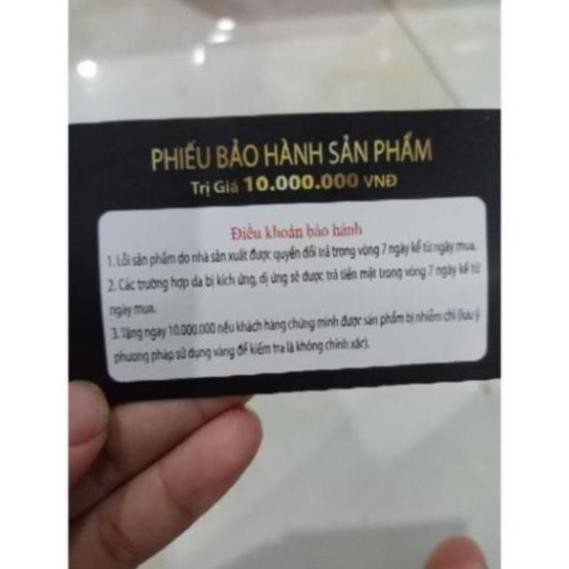 PHIẾU BẢO HÀNH SẢN PHẨM
Trị Giá 10.000.000 VNĐ
Điều khoản bảo hành
1. Lỗi sản phẩm do nhà sản xuất được quyền đổi trả trong vòng 7 ngày kể từ ngày mua.
2. Các trường hợp da bị kích ứng, dị ứng sẽ được trả tiền mặt trong vòng 7 ngày kể từ
ngày mua.
3. Tặng ngay 10.000.000 nếu khách hàng chứng minh được sản phẩm bị nhiễm chì (lưu ý
phương pháp sử dụng vàng để kiểm tra là không chính xác).